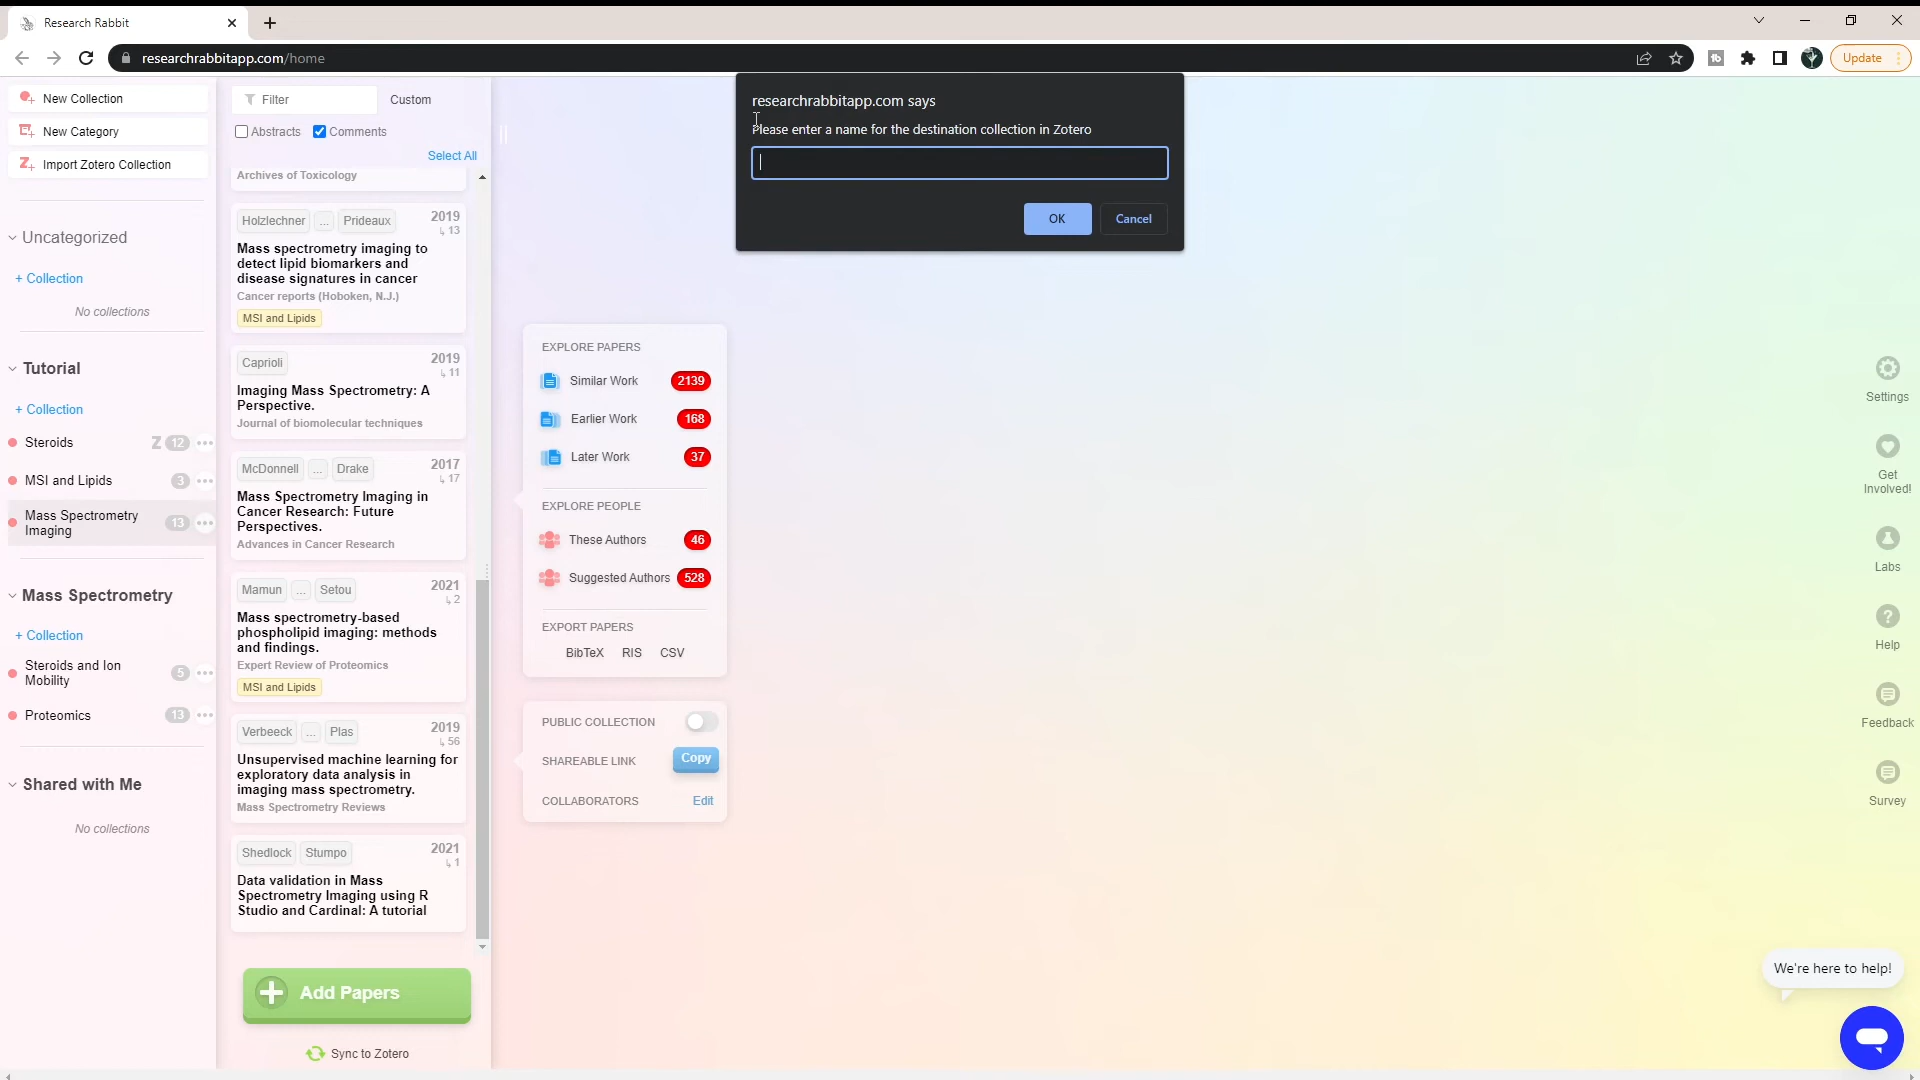 Research Rabbit
researchrabbitapp.com/home
Update
New Collection
New Category
Import Zotero Collection
Uncategorized
+ Collection
No collections
Tutorial
+ Collection
Steroids Z 12
MSI and Lipids 3
Mass Spectrometry
Imaging
13
Mass Spectrometry
+ Collection
Steroids and Ion
Mobility
5
Proteomics 13
Shared with Me
No collections
Filter
Custom
Abstracts
Comments
Select All
Archives of Toxicology
Holzlechner ... Prideaux 2019
13
Mass spectrometry imaging to
detect lipid biomarkers and
disease signatures in cancer
Cancer reports (Hoboken, N.J.)
MSI and Lipids
Caprioli 2019
11
Imaging Mass Spectrometry: A
Perspective.
Journal of biomolecular techniques
McDonnell ... Drake 2017
17
Mass Spectrometry Imaging in
Cancer Research: Future
Perspectives.
Advances in Cancer Research
Mamun ... Setou 2021
2
Mass spectrometry-based
phospholipid imaging: methods
and findings.
Expert Review of Proteomics
MSI and Lipids
Verbeeck ... Plas 2019
56
Unsupervised machine learning for
exploratory data analysis in
imaging mass spectrometry.
Mass Spectrometry Reviews
Shedlock Stumpo 2021
1
Data validation in Mass
Spectrometry Imaging using R
Studio and Cardinal: A tutorial
Add Papers
Sync to Zotero
EXPLORE PAPERS
Similar Work 2139
Earlier Work 168
Later Work 37
EXPLORE PEOPLE
These Authors 46
Suggested Authors 528
EXPORT PAPERS
BibTeX RIS CSV
PUBLIC COLLECTION
SHAREABLE LINK Copy
COLLABORATORS Edit
researchrabbitapp.com says
Please enter a name for the destination collection in Zotero
OK
Cancel
Settings
Get
Involved!
Labs
Help
Feedback
Survey
We're here to help!